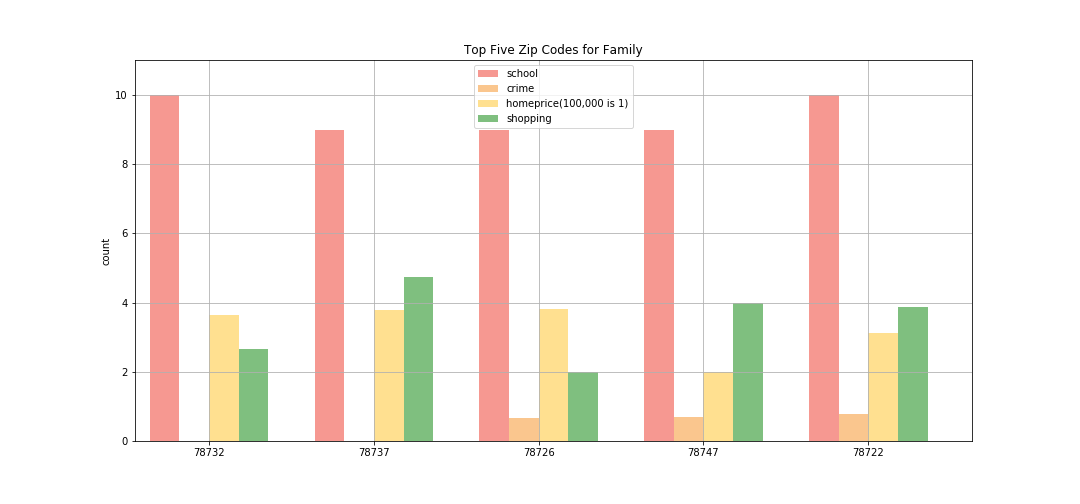 Top Five Zip Codes for Family
school
crime
homeprice(100,000 is 1)
shopping
10
8
6
4
2
0
count
78732 78737 78726 78747 78722